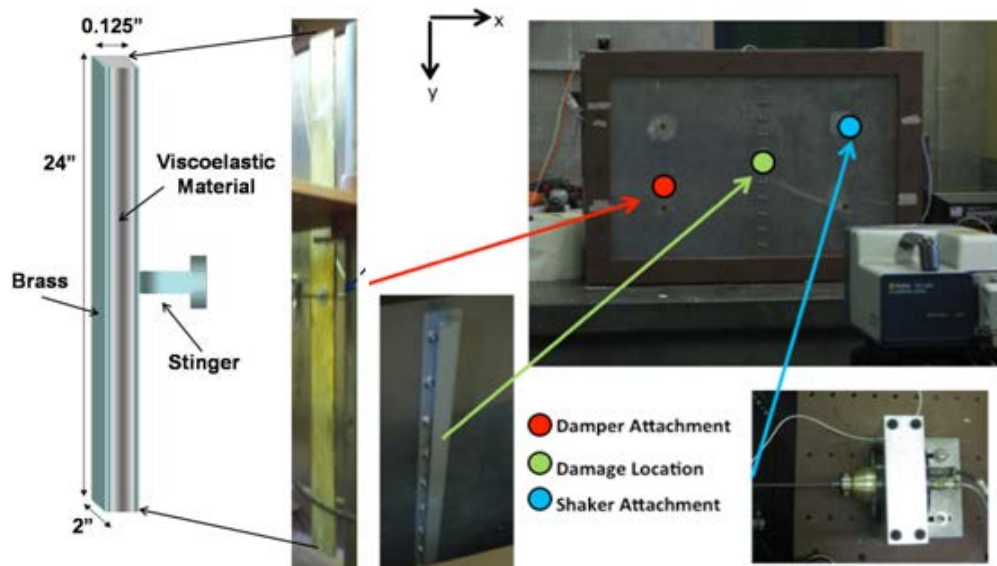 0.125"
24"
Viscoelastic
Material
Brass
Stinger
2"
x
y
Damper Attachment
Damage Location
Shaker Attachment